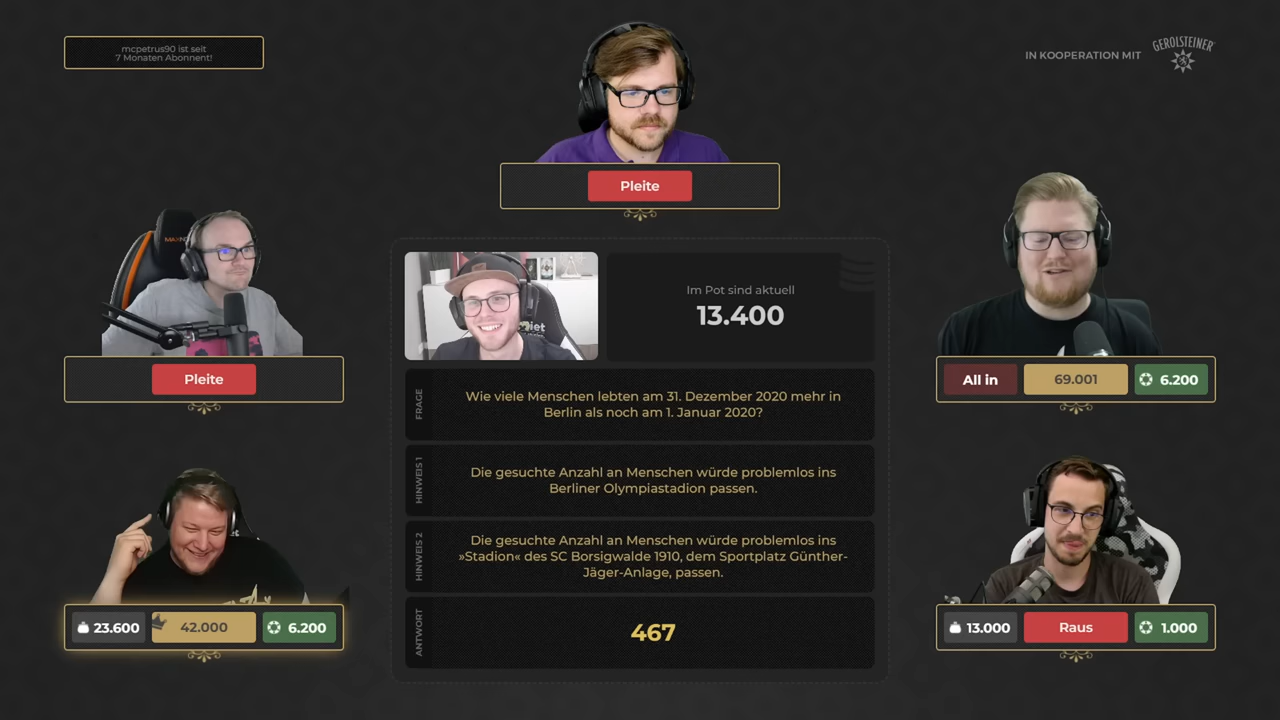 mcpetrus90 ist seit
7 Monaten Abonnent!
IN KOOPERATION MIT
GEROLSTEINER
Pleite
Pleite
Im Pot sind aktuell
13.400
All in
69.001
6.200
FRAGE
Wie viele Menschen lebten am 31. Dezember 2020 mehr in
Berlin als noch am 1. Januar 2020?
HINWEIS 1
Die gesuchte Anzahl an Menschen würde problemlos ins
Berliner Olympiastadion passen.
HINWEIS 2
Die gesuchte Anzahl an Menschen würde problemlos ins
»Stadion« des SC Borsigwalde 1910, dem Sportplatz Günther-
Jäger-Anlage, passen.
ANTWORT
467
23.600
42.000
6.200
13.000
Raus
1.000